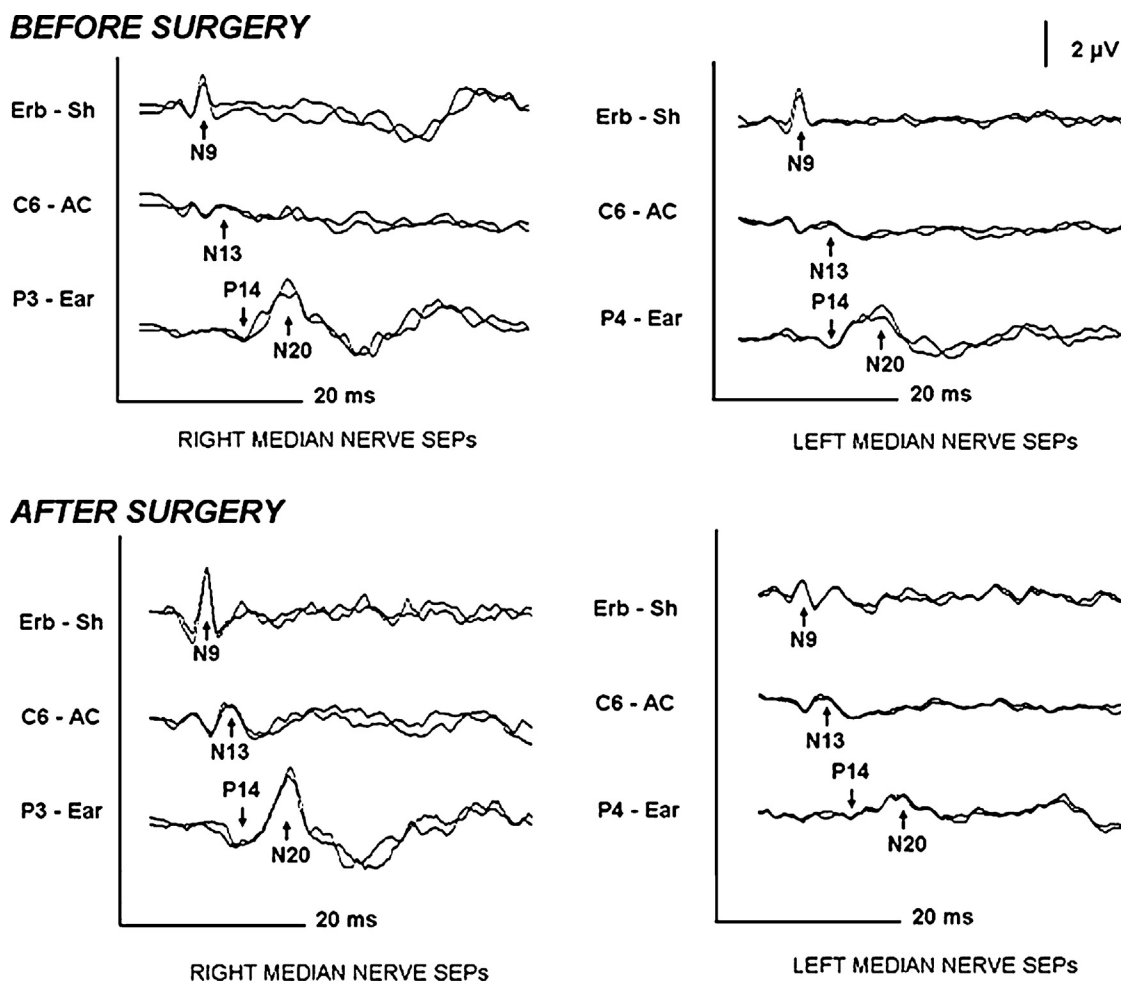 BEFORE SURGERY
2 µV
Erb - Sh
N9
C6 - AC
N13
P3 - Ear
P14
N20
20 ms
RIGHT MEDIAN NERVE SEPs
Erb - Sh
N9
C6 - AC
N13
P14
P4 - Ear
N20
20 ms
LEFT MEDIAN NERVE SEPs
AFTER SURGERY
Erb - Sh
N9
C6 - AC
N13
P14
P3 - Ear
N20
20 ms
RIGHT MEDIAN NERVE SEPs
Erb - Sh
N9
C6 - AC
N13
P14
P4 - Ear
N20
20 ms
LEFT MEDIAN NERVE SEPs